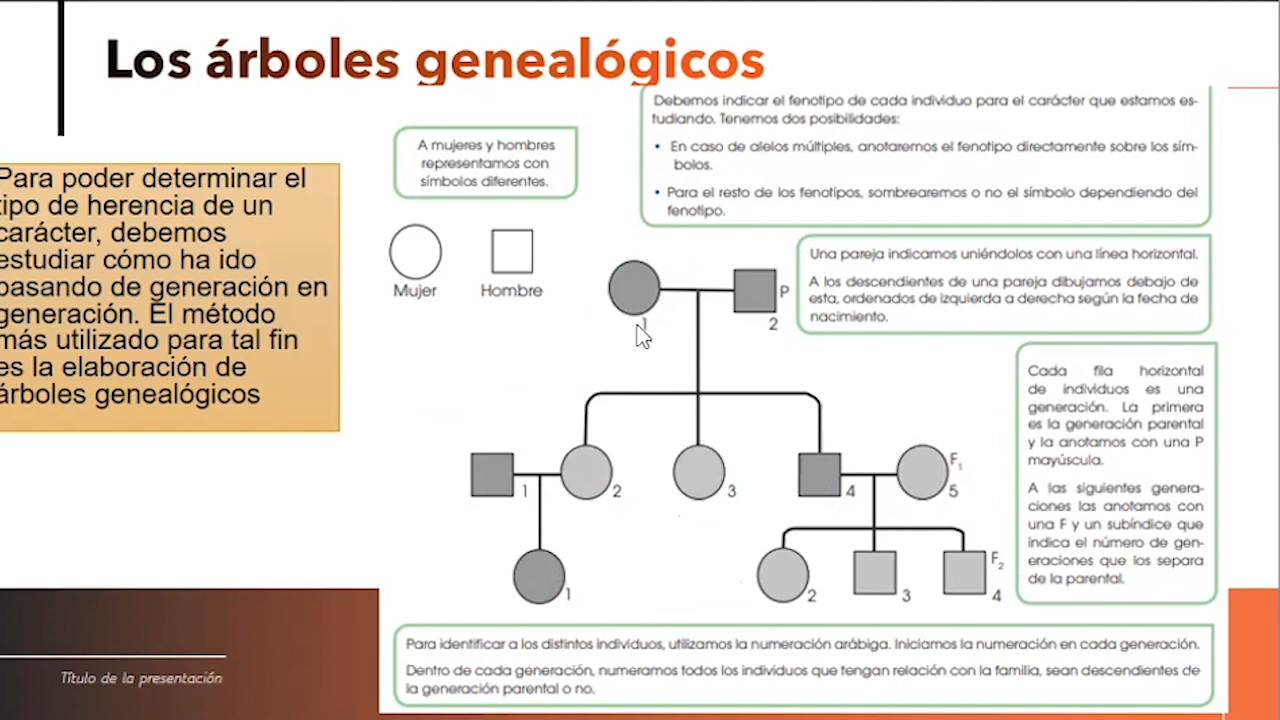 Los árboles genealógicos
Para poder determinar el
tipo de herencia de un
carácter, debemos
estudiar cómo ha ido
pasando de generación en
generación. El método
más utilizado para tal fin
es la elaboración de
árboles genealógicos
A mujeres y hombres
representamos con
símbolos diferentes.
Debemos indicar el fenotipo de cada individuo para el carácter que estamos es-
tudiando. Tenemos dos posibilidades:
• En caso de alelos múltiples, anotaremos el fenotipo directamente sobre los sím-
bolos.
• Para el resto de los fenotipos, sombrearemos o no el símbolo dependiendo del
fenotipo.
Mujer
Hombre
P
1
2
Una pareja indicamos uniéndolos con una línea horizontal.
A los descendientes de una pareja dibujamos debajo de
esta, ordenados de izquierda a derecha según la fecha de
nacimiento.
Cada fila horizontal
de individuos es una
generación. La primera
es la generación parental
y la anotamos con una P
mayúscula.
A las siguientes genera-
ciones las anotamos con
una F y un subíndice que
indica el número de gen-
eraciones que los separa
de la parental.
1
2
3
4
F1
5
1
2
3
F2
4
Para identificar a los distintos individuos, utilizamos la numeración arábiga. Iniciamos la numeración en cada generación.
Dentro de cada generación, numeramos todos los individuos que tengan relación con la familia, sean descendientes de
la generación parental o no.
Título de la presentación